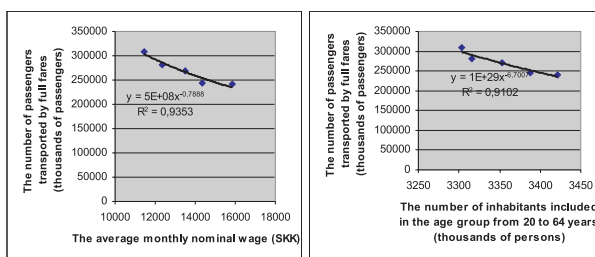 The number of passengers
transported by full fares
(thousands of passengers)
350000
300000
250000
200000
150000
100000
50000
0
y = 5E+08x-0,7888
R² = 0,9353
10000 12000 14000 16000 18000
The average monthly nominal wage (SKK)
The number of passengers
transported by full fares
(thousands of passengers)
350000
300000
250000
200000
150000
100000
50000
0
y = 1E+29x-6,7007
R² = 0,9102
3250 3300 3350 3400 3450
The number of inhabitants included
in the age group from 20 to 64 years
(thousands of persons)